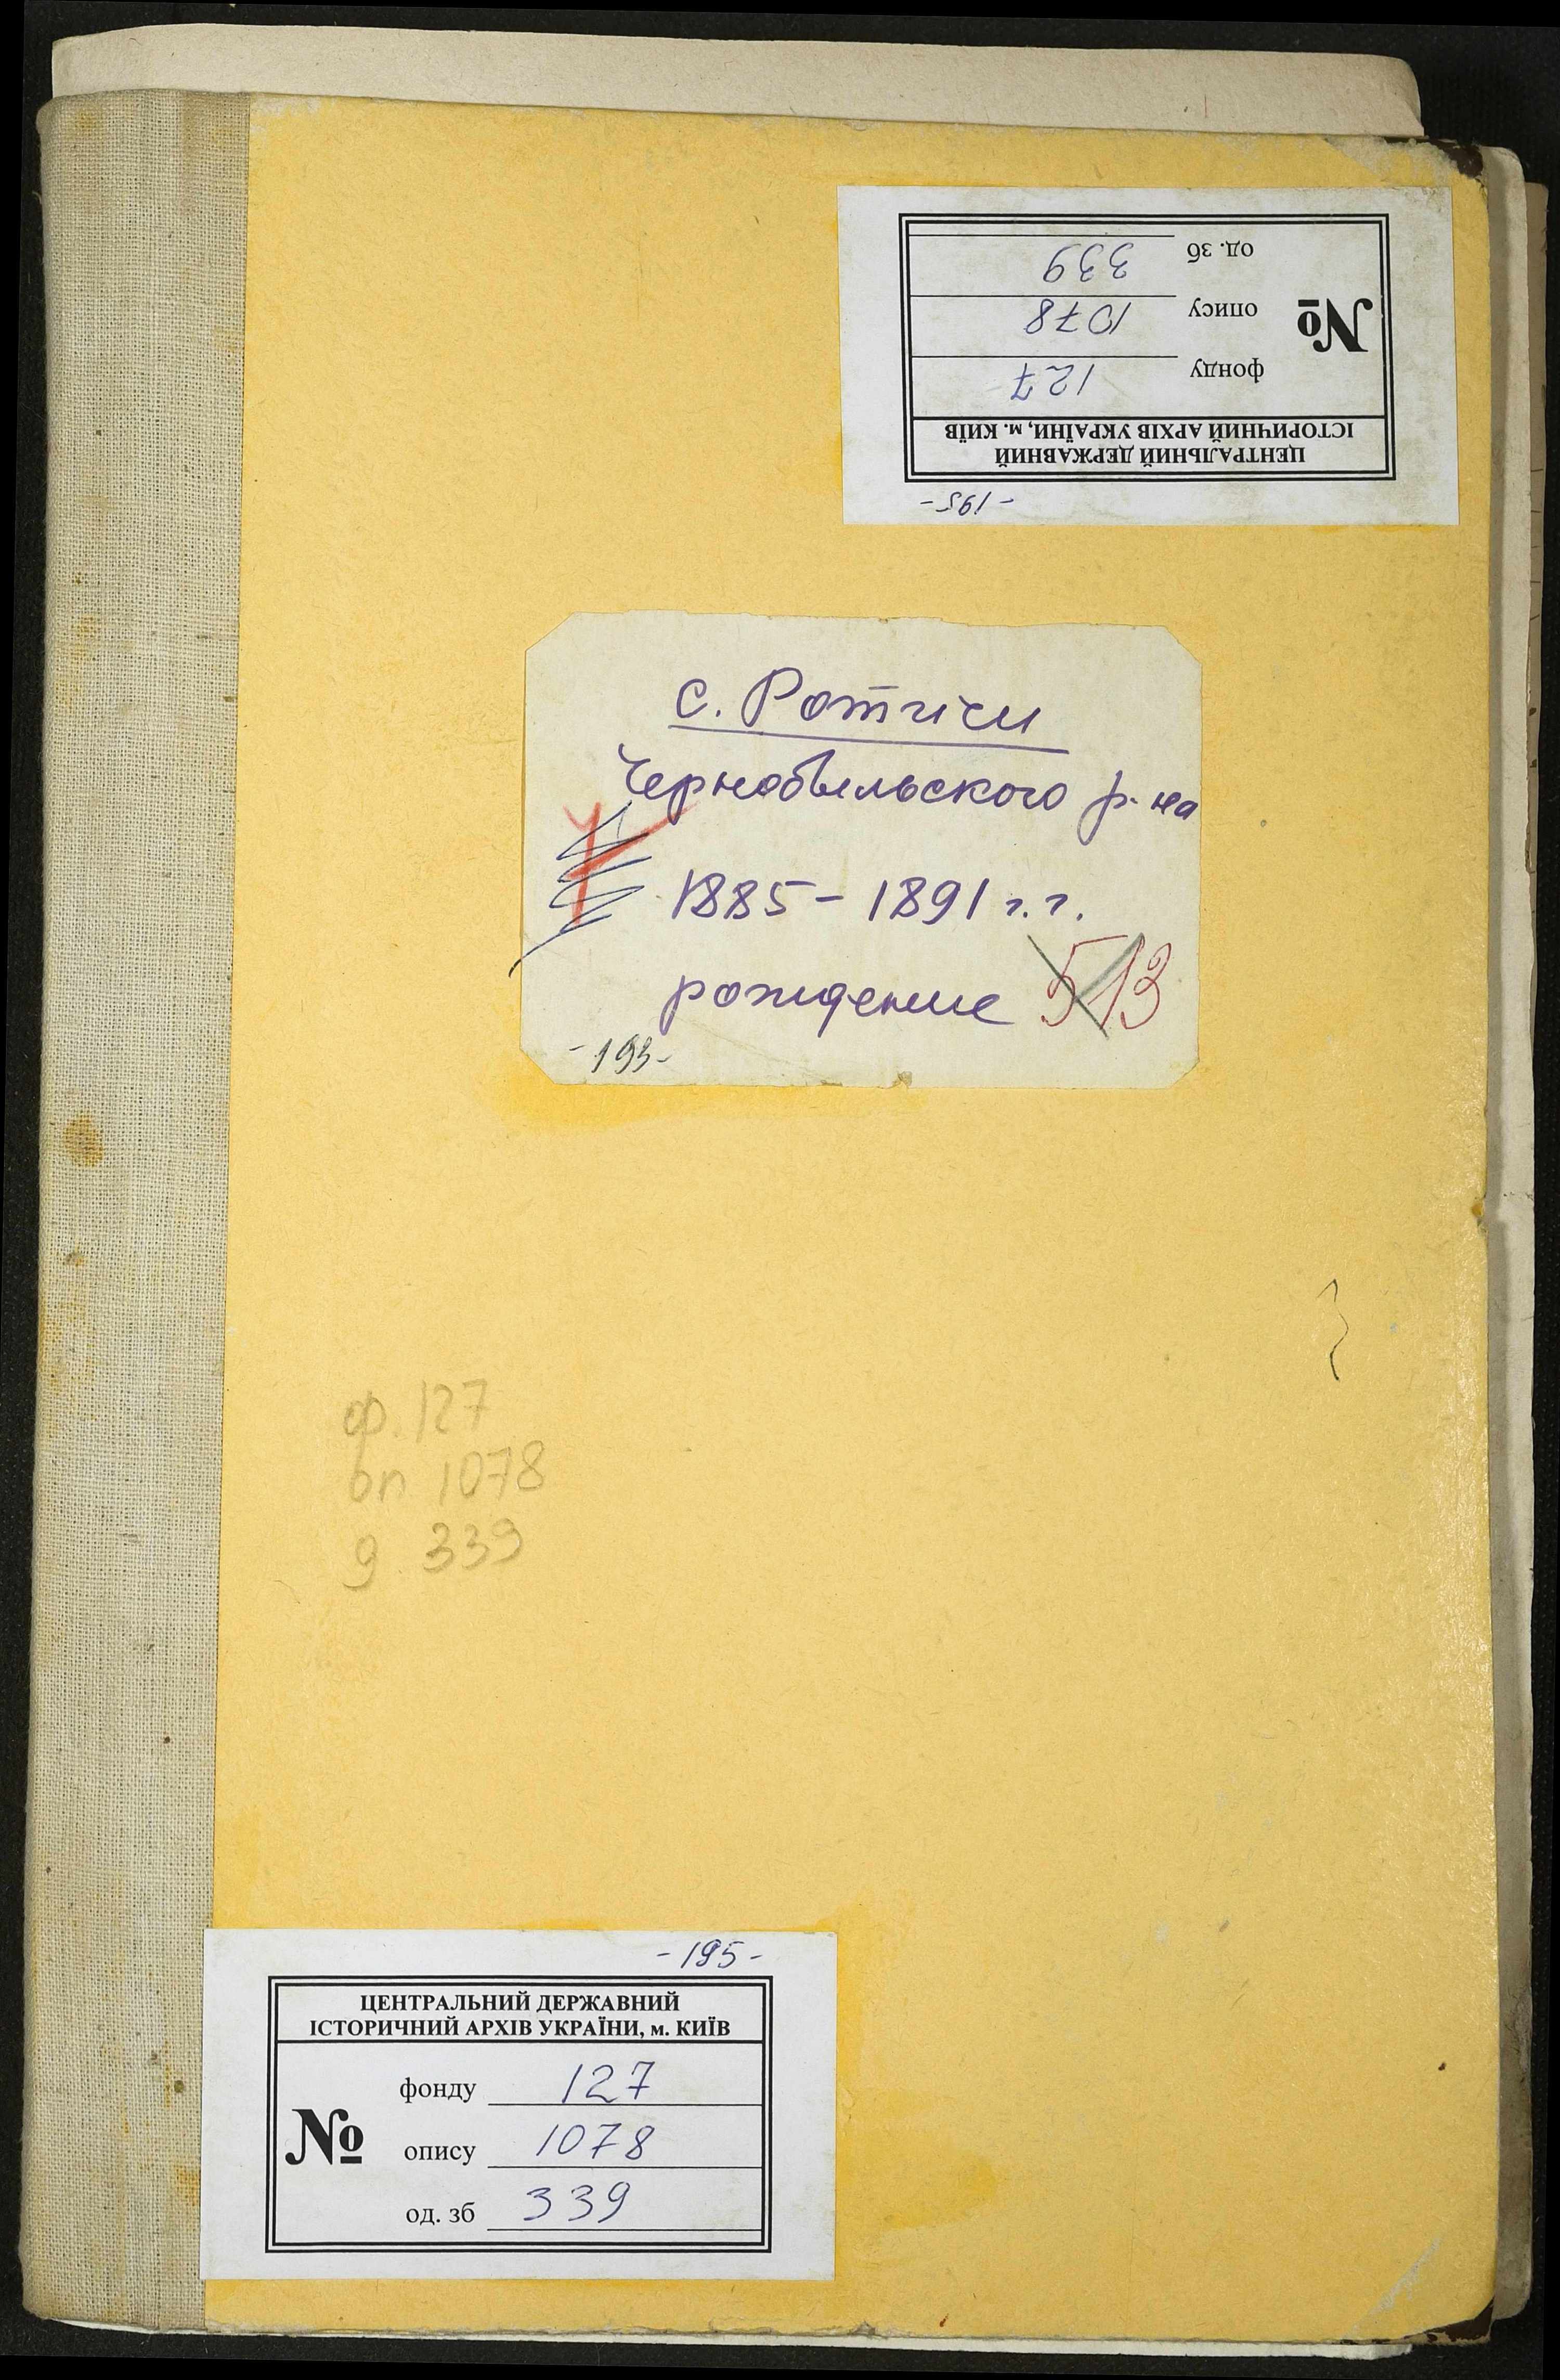 од. зб 339
опису 1078
№
фонду 127
ІСТОРИЧНИЙ АРХІВ УКРАЇНИ, м. КИЇВ
ЦЕНТРАЛЬНИЙ ДЕРЖАВНИЙ
-195-
с. Ротичи
Чернобыльского р-на
1885-1891 г.г.
рождение 513
-193-
ф. 127
оп 1078
д. 339
-195-
ЦЕНТРАЛЬНИЙ ДЕРЖАВНИЙ
ІСТОРИЧНИЙ АРХІВ УКРАЇНИ, м. КИЇВ
фонду 127
№
опису 1078
од. зб 339